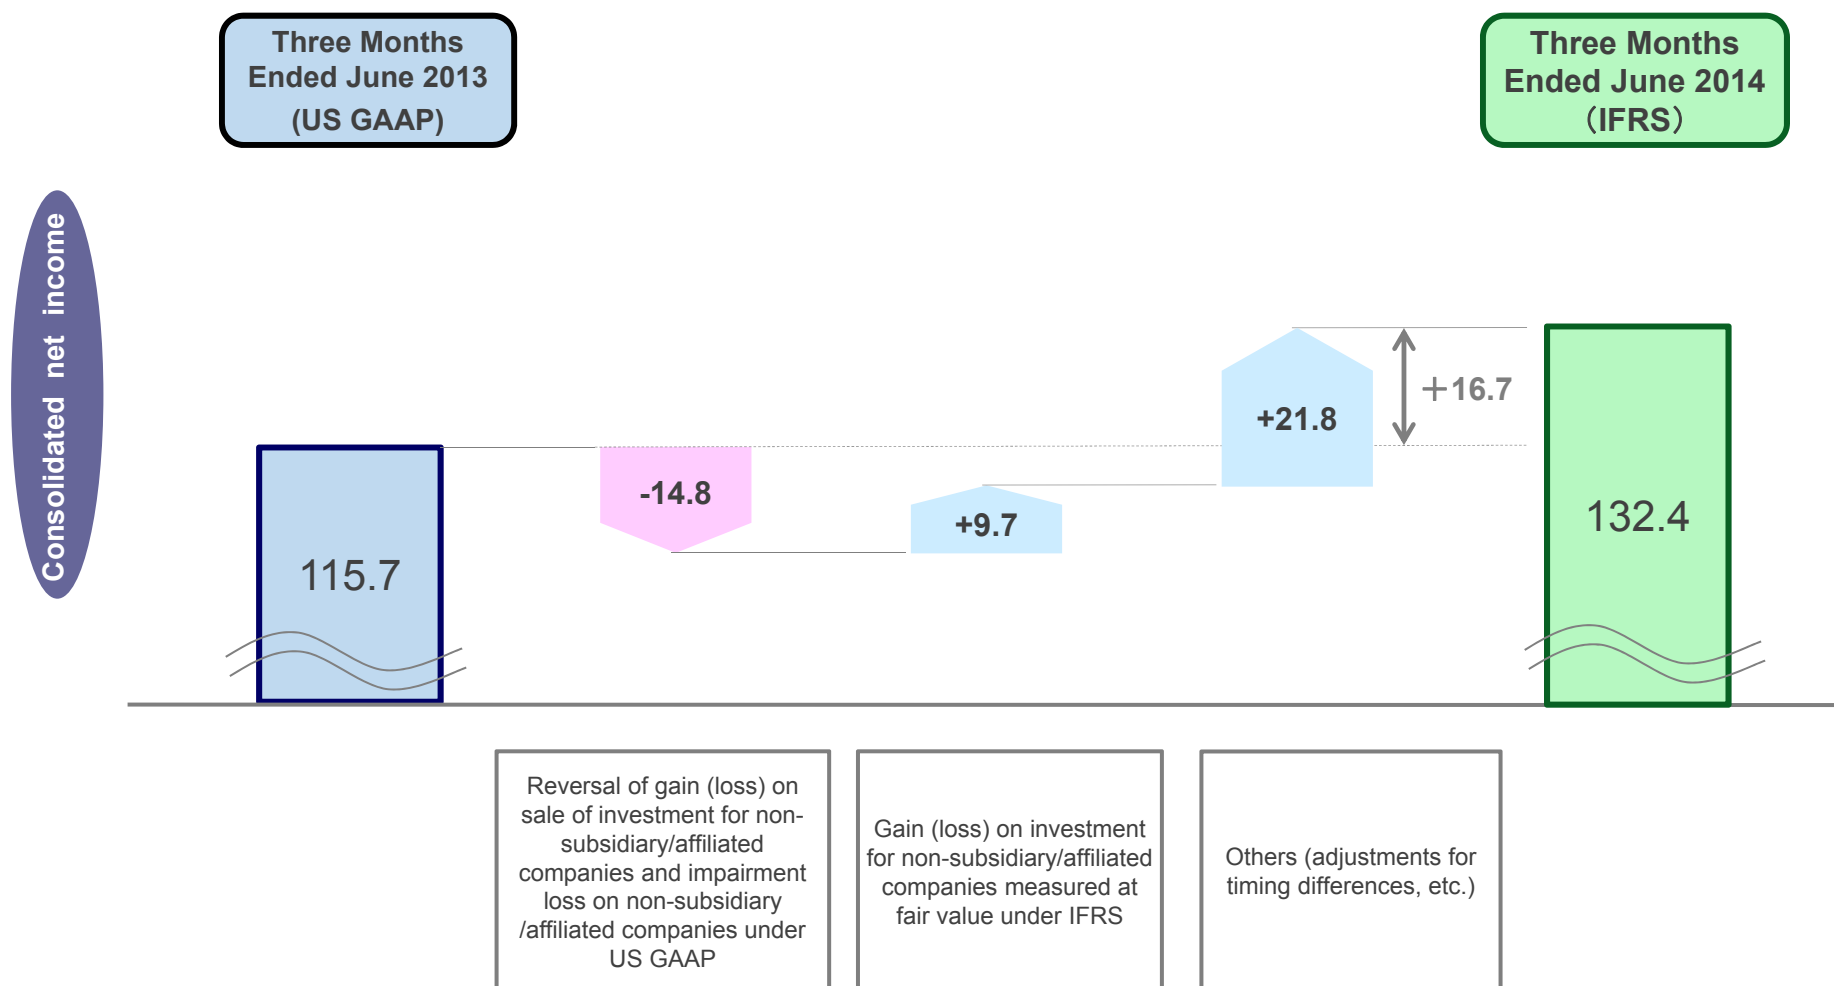 Three Months
Ended June 2013
(US GAAP)
Three Months
Ended June 2014
（IFRS）
Consolidated net income
115.7
-14.8
+9.7
+21.8
＋16.7
132.4
Reversal of gain (loss) on
sale of investment for non-
subsidiary/affiliated
companies and impairment
loss on non-subsidiary
/affiliated companies under
US GAAP
Gain (loss) on investment
for non-subsidiary/affiliated
companies measured at
fair value under IFRS
Others (adjustments for
timing differences, etc.)